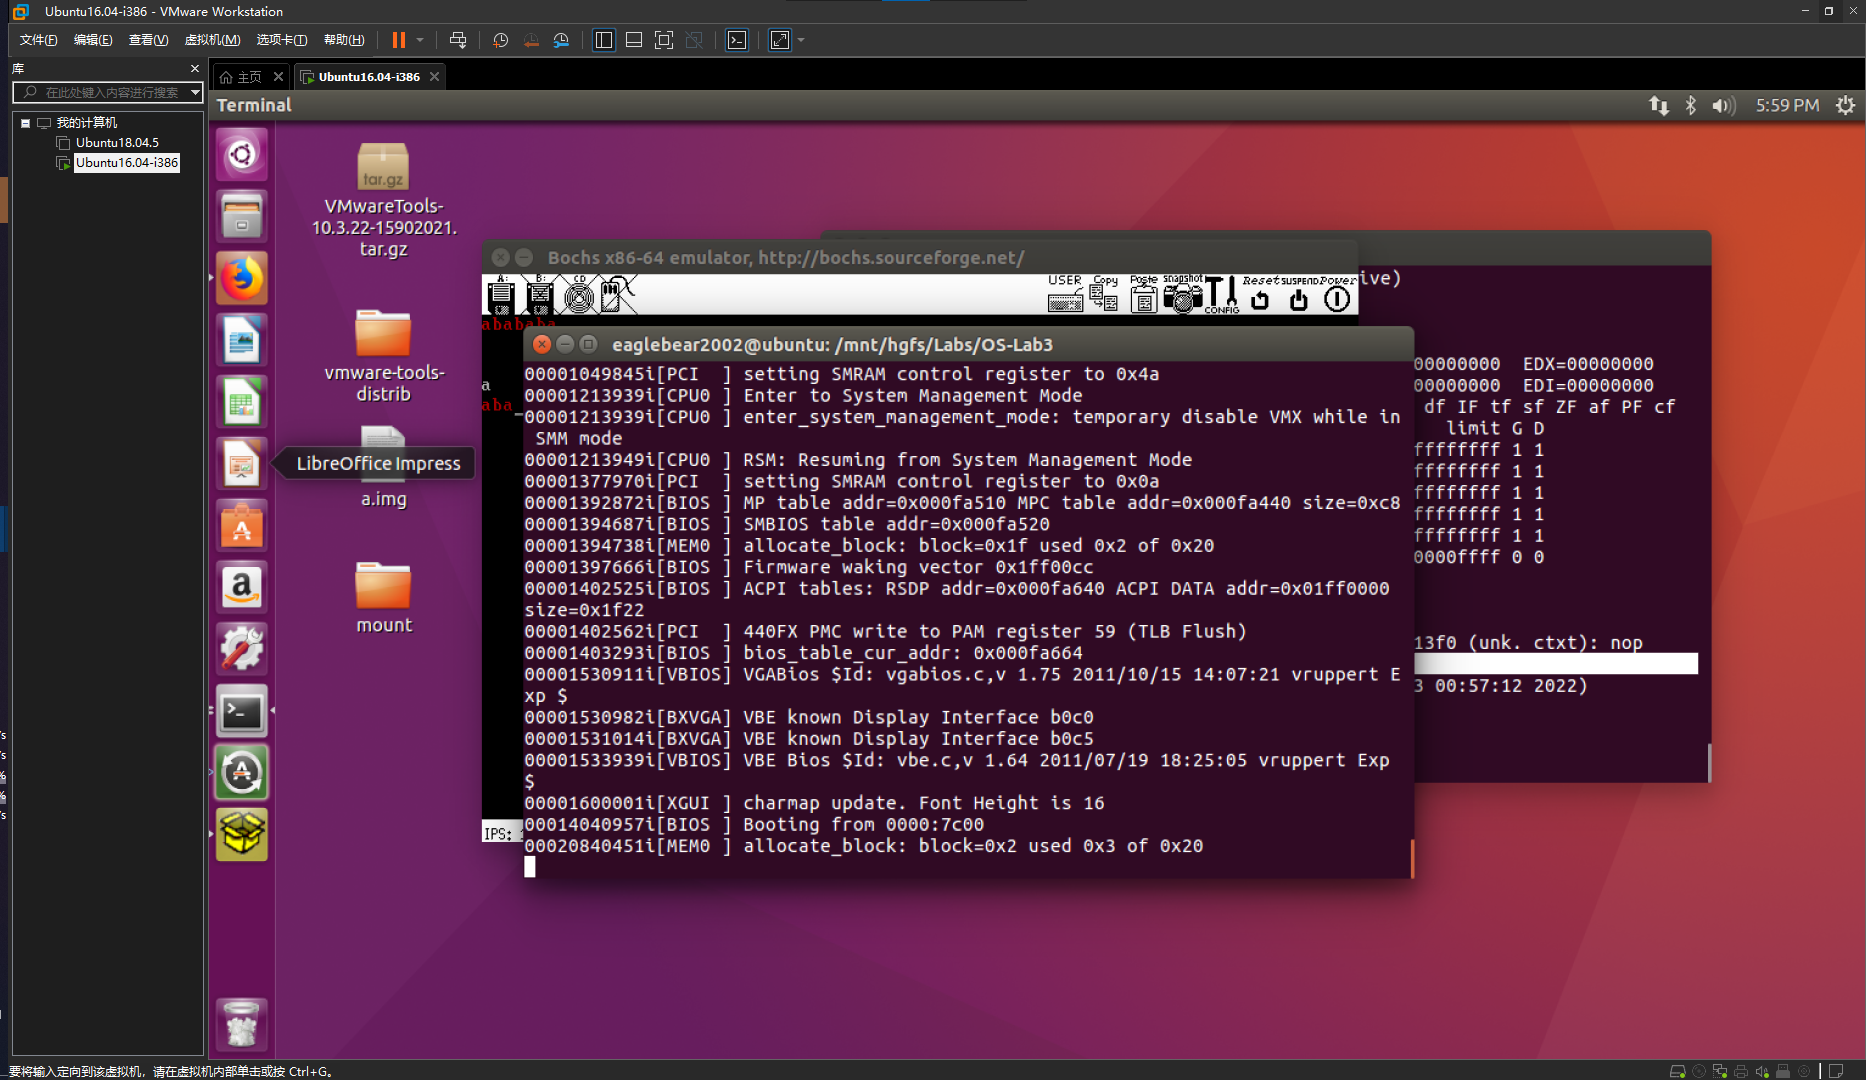 Ubuntu16.04-i386 - VMware Workstation
文件(F) 编辑(E) 查看(V) 虚拟机(M) 选项卡(T) 帮助(H)
库
在此处键入内容进行搜索
我的计算机
Ubuntu18.04.5
Ubuntu16.04-i386
主页 Ubuntu16.04-i386
Terminal
5:59 PM
tar.gz
VMwareTools-
10.3.22-15902021.
tar.gz
vmware-tools-
distrib
LibreOffice Impress
a.img
mount
Bochs x86-64 emulator, http://bochs.sourceforge.net/
A: B: CD USER Copy Paste snapshot CONFIG Reset SUSPEND Power
abababa
a
aba_
IPS:
eaglebear2002@ubuntu: /mnt/hgfs/Labs/OS-Lab3
00001049845i[PCI  ] setting SMRAM control register to 0x4a
00001213939i[CPU0 ] Enter to System Management Mode
00001213939i[CPU0 ] enter_system_management_mode: temporary disable VMX while in
 SMM mode
00001213949i[CPU0 ] RSM: Resuming from System Management Mode
00001377970i[PCI  ] setting SMRAM control register to 0x0a
00001392872i[BIOS ] MP table addr=0x000fa510 MPC table addr=0x000fa440 size=0xc8
00001394687i[BIOS ] SMBIOS table addr=0x000fa520
00001394738i[MEM0 ] allocate_block: block=0x1f used 0x2 of 0x20
00001397666i[BIOS ] Firmware waking vector 0x1ff00cc
00001402525i[BIOS ] ACPI tables: RSDP addr=0x000fa640 ACPI DATA addr=0x01ff0000
size=0x1f22
00001402562i[PCI  ] 440FX PMC write to PAM register 59 (TLB Flush)
00001403293i[BIOS ] bios_table_cur_addr: 0x000fa664
00001530911i[VBIOS] VGABios $Id: vgabios.c,v 1.75 2011/10/15 14:07:21 vruppert E
xp $
00001530982i[BXVGA] VBE known Display Interface b0c0
00001531014i[BXVGA] VBE known Display Interface b0c5
00001533939i[VBIOS] VBE Bios $Id: vbe.c,v 1.64 2011/07/19 18:25:05 vruppert Exp
$
00001600001i[XGUI ] charmap update. Font Height is 16
00014040957i[BIOS ] Booting from 0000:7c00
00020840451i[MEM0 ] allocate_block: block=0x2 used 0x3 of 0x20
ive)
00000000  EDX=00000000
00000000  EDI=00000000
df IF tf sf ZF af PF cf
limit G D
ffffffff 1 1
ffffffff 1 1
ffffffff 1 1
ffffffff 1 1
ffffffff 1 1
0000ffff 0 0
13f0 (unk. ctxt): nop
3 00:57:12 2022)
要将输入定向到该虚拟机，请在虚拟机内部单击或按 Ctrl+G。